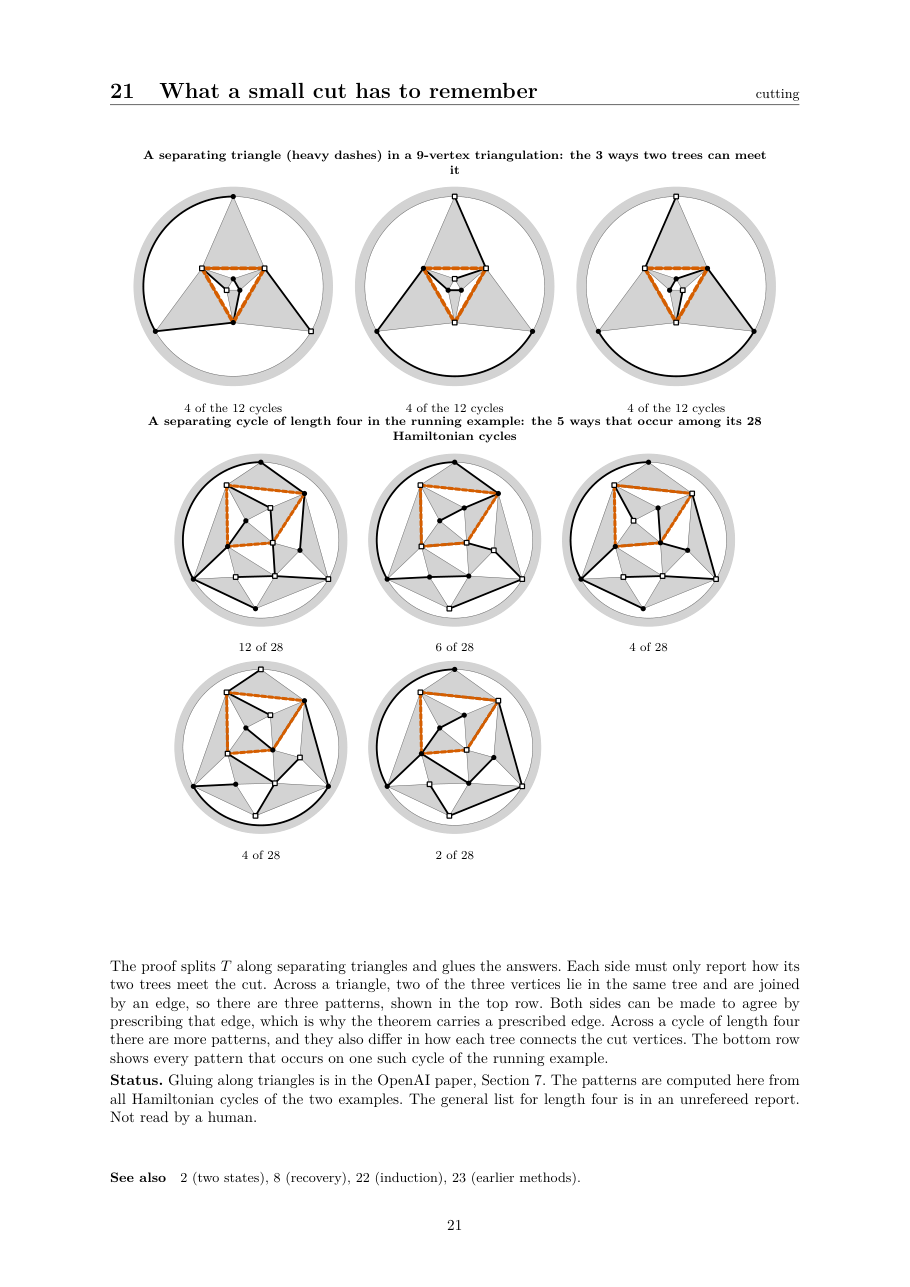 21 What a small cut has to remember cutting
A separating triangle (heavy dashes) in a 9-vertex triangulation: the 3 ways two trees can meet
it
4 of the 12 cycles 4 of the 12 cycles 4 of the 12 cycles
A separating cycle of length four in the running example: the 5 ways that occur among its 28
Hamiltonian cycles
12 of 28 6 of 28 4 of 28
4 of 28 2 of 28
The proof splits T along separating triangles and glues the answers. Each side must only report how its
two trees meet the cut. Across a triangle, two of the three vertices lie in the same tree and are joined
by an edge, so there are three patterns, shown in the top row. Both sides can be made to agree by
prescribing that edge, which is why the theorem carries a prescribed edge. Across a cycle of length four
there are more patterns, and they also differ in how each tree connects the cut vertices. The bottom row
shows every pattern that occurs on one such cycle of the running example.
Status. Gluing along triangles is in the OpenAI paper, Section 7. The patterns are computed here from
all Hamiltonian cycles of the two examples. The general list for length four is in an unrefereed report.
Not read by a human.
See also 2 (two states), 8 (recovery), 22 (induction), 23 (earlier methods).
21